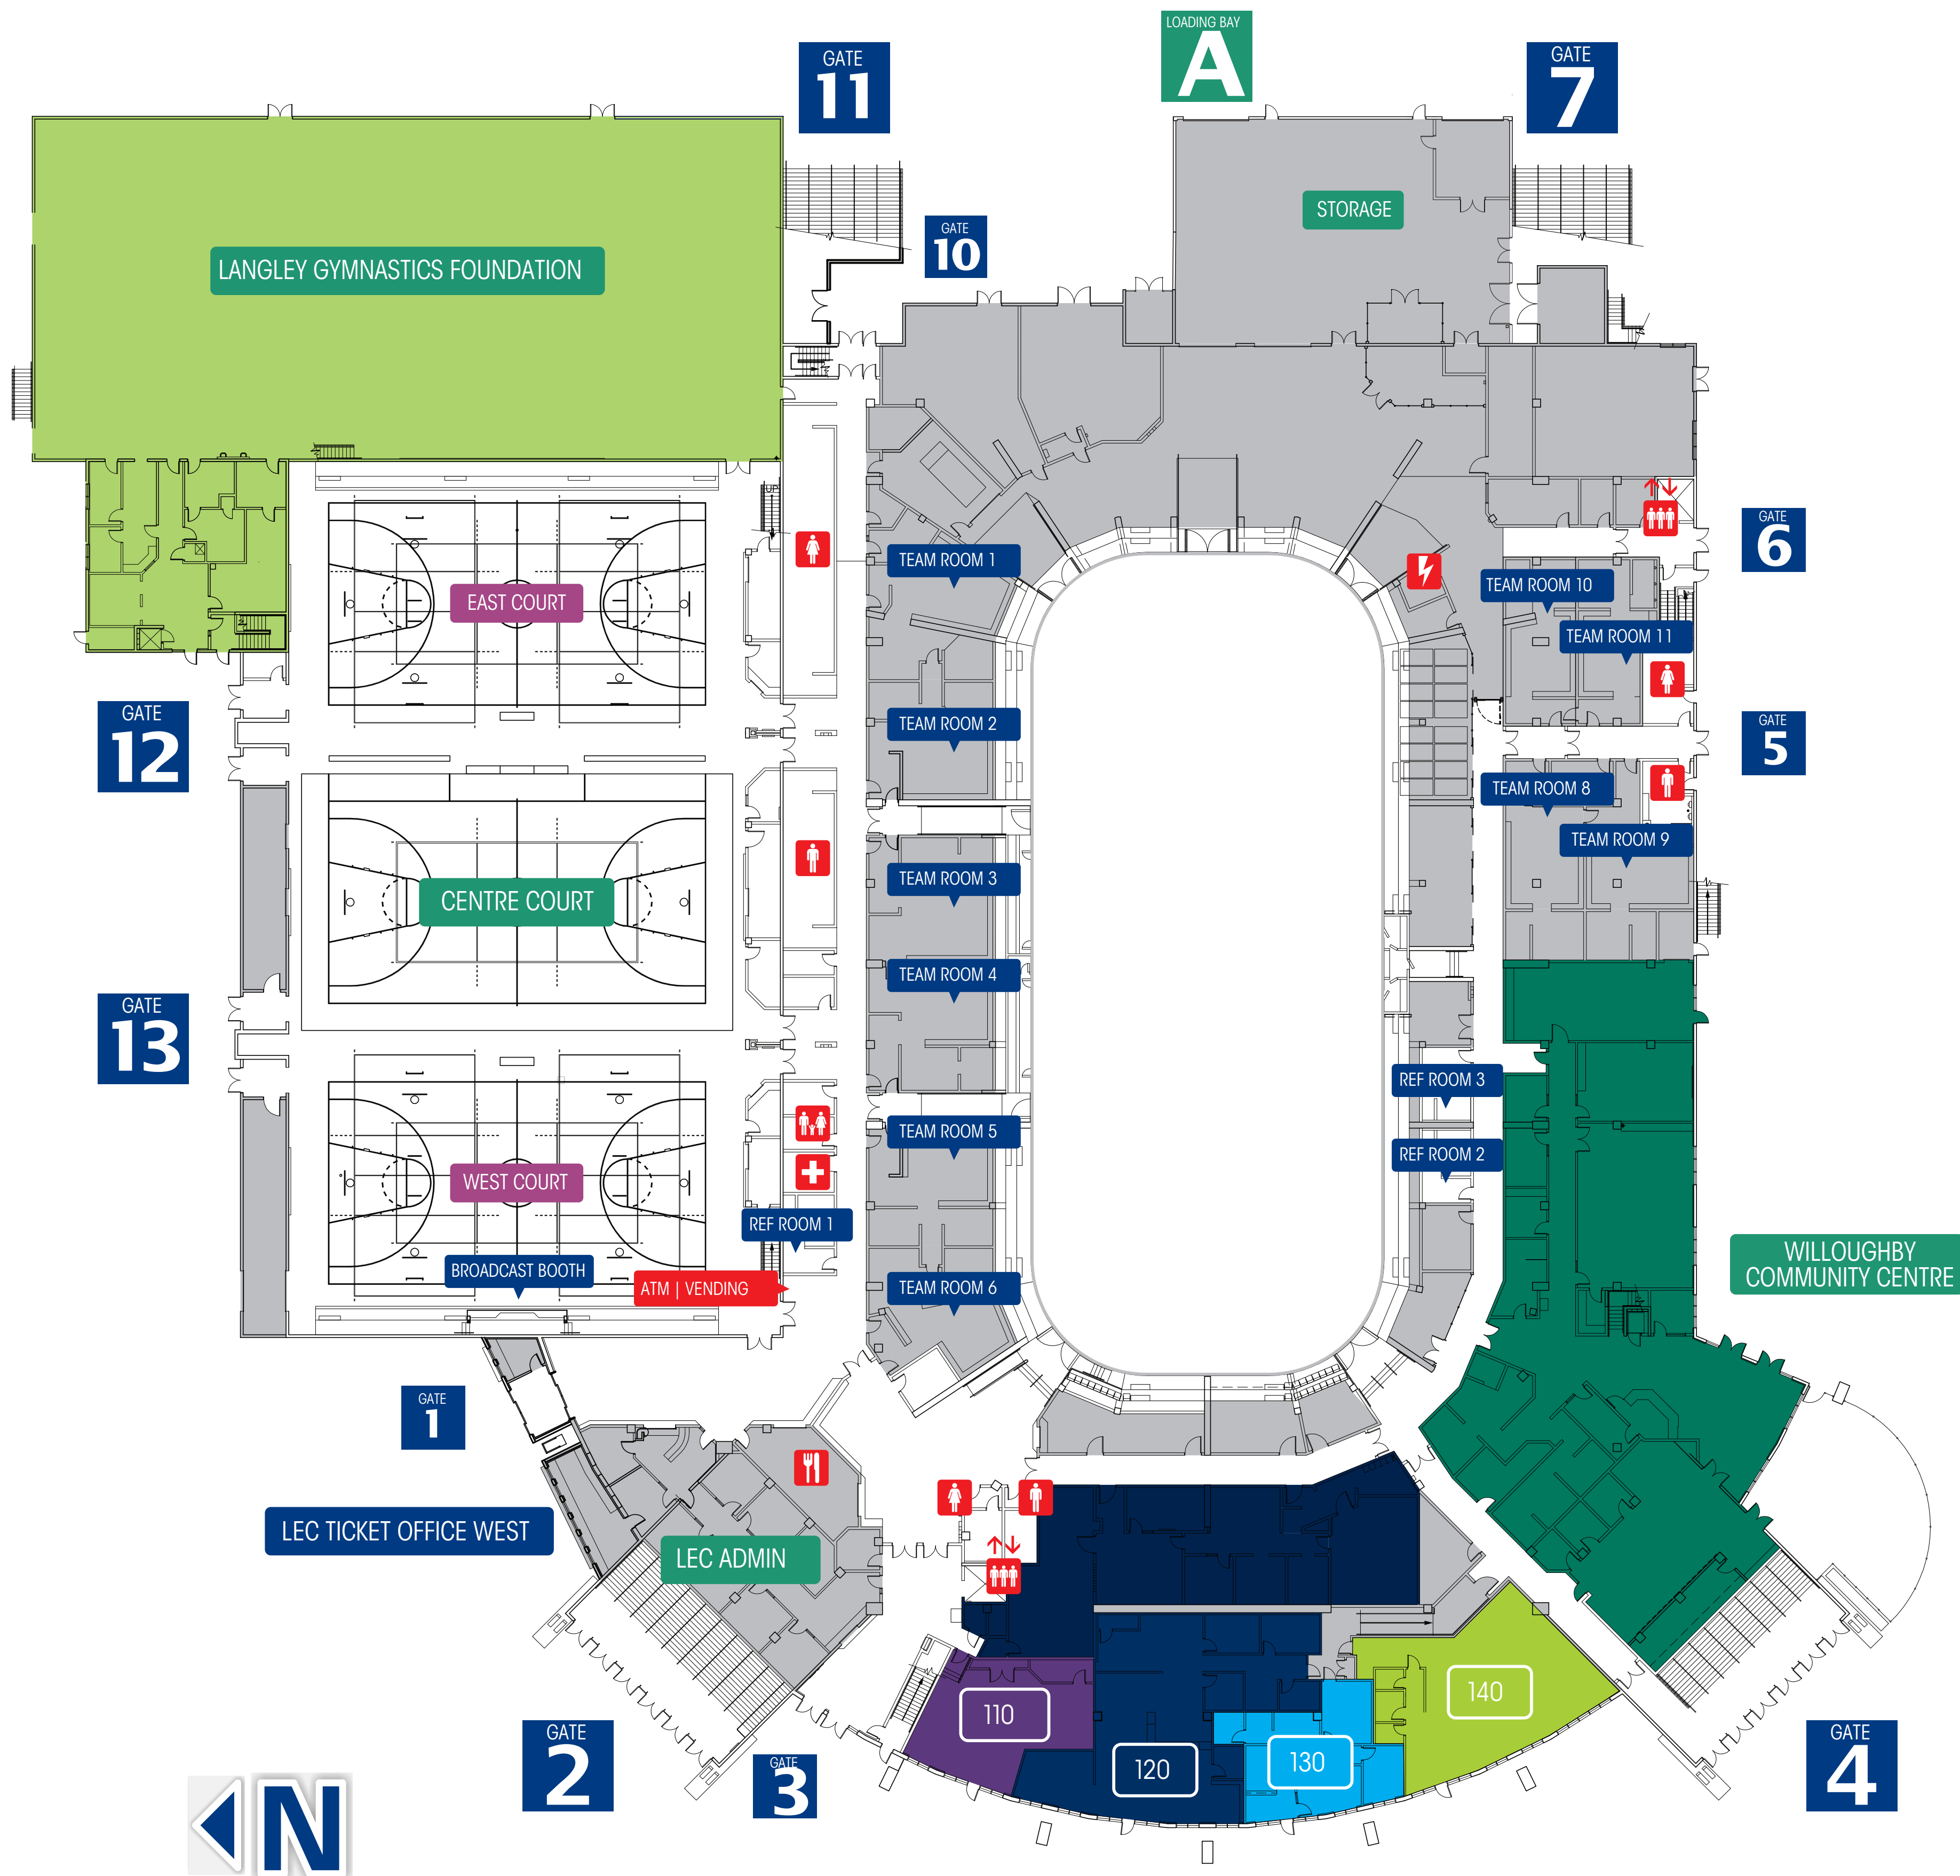 LOADING BAY
A
GATE
11
GATE
7
STORAGE
GATE
10
LANGLEY GYMNASTICS FOUNDATION
GATE
6
TEAM ROOM 1
TEAM ROOM 10
EAST COURT
TEAM ROOM 11
GATE
12
TEAM ROOM 2
GATE
5
TEAM ROOM 8
TEAM ROOM 9
TEAM ROOM 3
CENTRE COURT
TEAM ROOM 4
GATE
13
REF ROOM 3
TEAM ROOM 5
REF ROOM 2
WEST COURT
REF ROOM 1
WILLOUGHBY
COMMUNITY CENTRE
BROADCAST BOOTH
ATM | VENDING
TEAM ROOM 6
GATE
1
LEC TICKET OFFICE WEST
LEC ADMIN
140
110
120
130
GATE
2
GATE
3
GATE
4
N